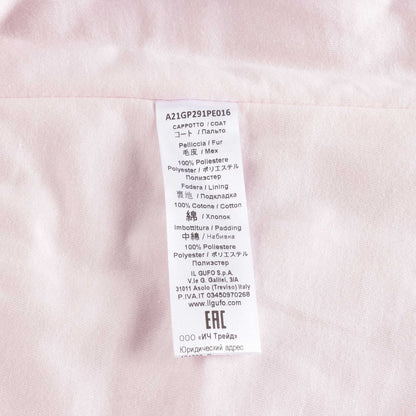 A21GP291PE016
CAPPOTTO / COAT
コート / Пальто
Pelliccia / Fur
毛皮 / Мех
100% Poliestere
Polyester / ポリエステル
Полиэстер
Fodera / Lining
裏地 / Подкладка
100% Cotone / Cotton
綿 / Хлопок
Imbottitura / Padding
中綿 / Набивка
100% Poliestere
Polyester / ポリエステル
Полиэстер
IL GUFO S.p.A.
V.le G. Galilei, 3/A
31011 Asolo (Treviso) Italy
P.IVA.IT 03450970268
www.ilgufo.com
EAC
ООО «ИЧ Трейд»
Юридический адрес